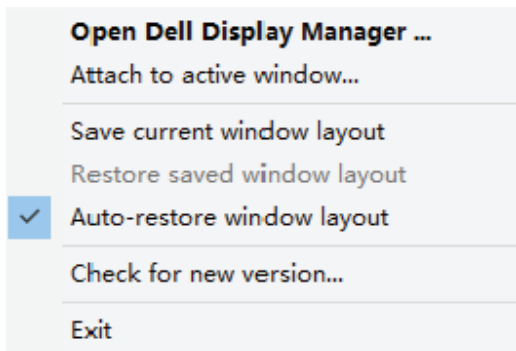 Open Dell Display Manager ...
Attach to active window...
Save current window layout
Restore saved window layout
Auto-restore window layout
Check for new version...
Exit